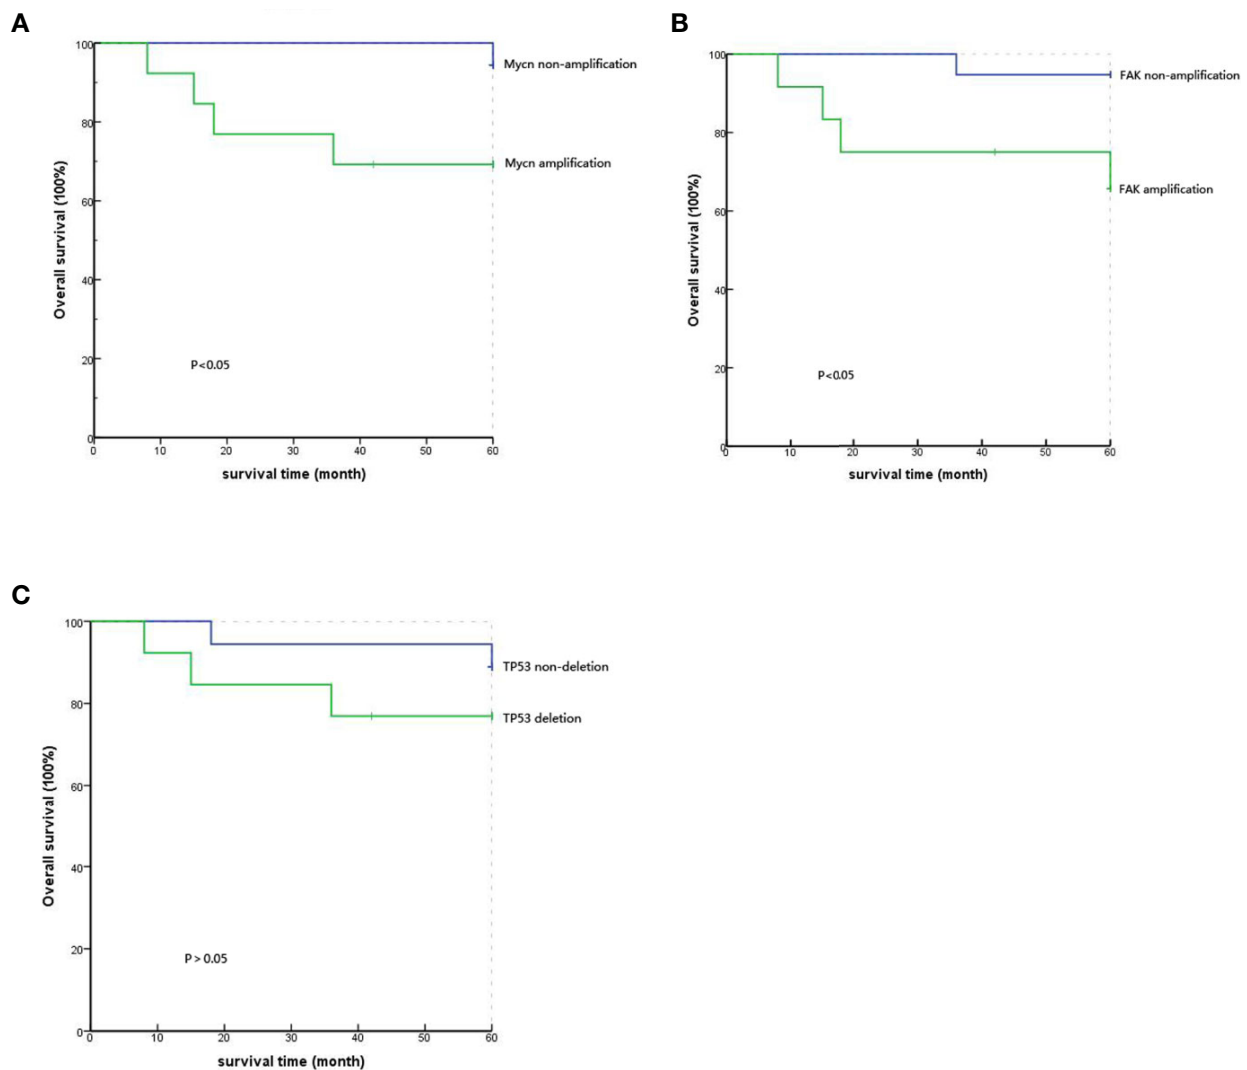 A
100
80
60
40
20
0
Overall survival (100%)
Mycn non-amplification
Mycn amplification
P<0.05
0 10 20 30 40 50 60
survival time (month)
B
100
80
60
40
20
0
Overall survival (100%)
FAK non-amplification
FAK amplification
P<0.05
0 10 20 30 40 50 60
survival time (month)
C
100
80
60
40
20
0
Overall survival (100%)
TP53 non-deletion
TP53 deletion
P > 0.05
0 10 20 30 40 50 60
survival time (month)